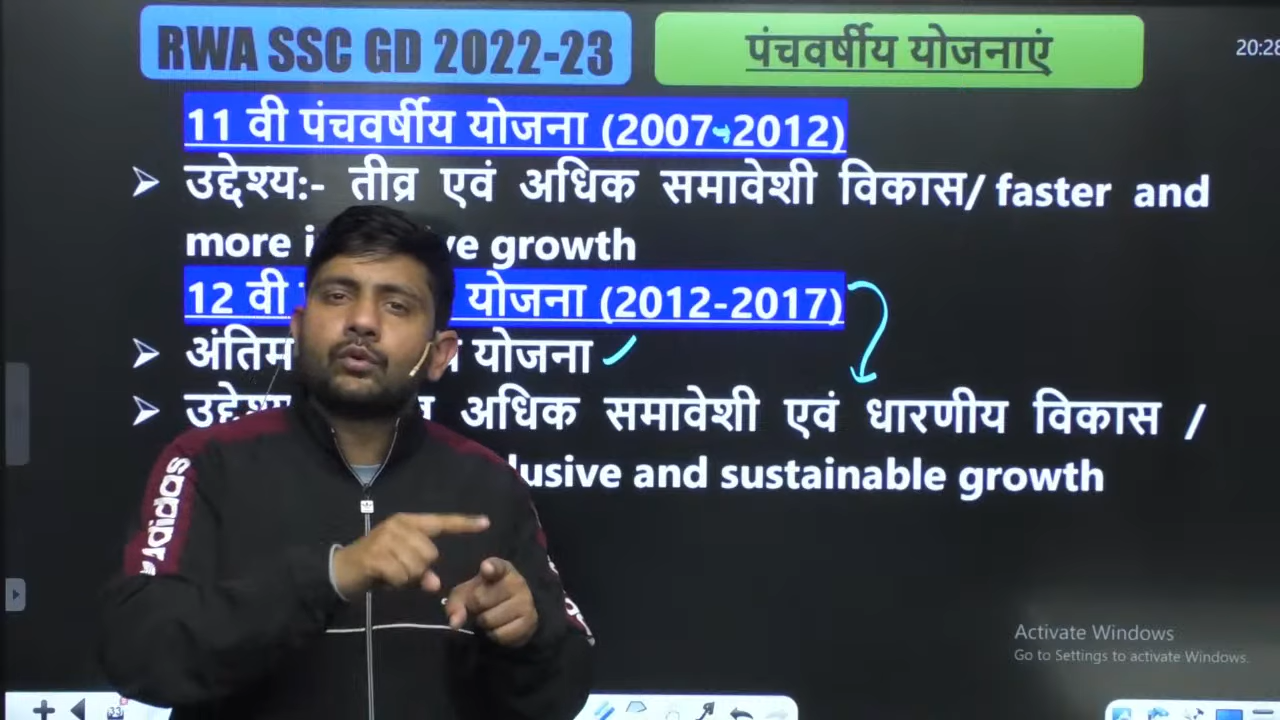 RWA SSC GD 2022-23
पंचवर्षीय योजनाएं
20:28
11 वी पंचवर्षीय योजना (2007-2012)
उद्देश्यः- तीव्र एवं अधिक समावेशी विकास/ faster and
more growth
12 वी योजना (2012-2017)
अंतिम योजना
अधिक समावेशी एवं धारणीय विकास /
and sustainable growth
adidas
Activate Windows
Go to Settings to activate Windows.